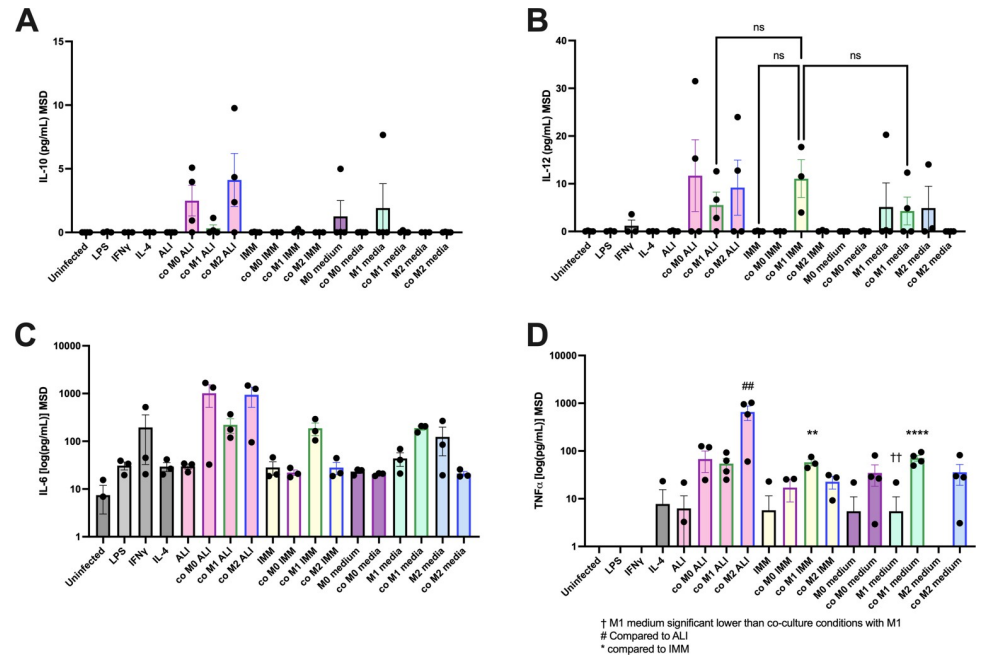 A
B
IL-10 (pg/mL) MSD
15
10
5
0
Uninfected
LPS
IFNγ
IL-4
ALI
co M0 ALI
co M1 ALI
co M2 ALI
IMM
co M0 IMM
co M1 IMM
co M2 IMM
M0 medium
co M0 media
M1 media
co M1 media
M2 media
co M2 media
IL-12 (pg/mL) MSD
40
30
20
10
0
ns
ns
ns
Uninfected
LPS
IFNγ
IL-4
ALI
co M0 ALI
co M1 ALI
co M2 ALI
IMM
co M0 IMM
co M1 IMM
co M2 IMM
M0 medium
co M0 media
M1 media
co M1 media
M2 media
co M2 media
C
D
IL-6 [log(pg/mL)] MSD
10000
1000
100
10
1
Uninfected
LPS
IFNγ
IL-4
ALI
co M0 ALI
co M1 ALI
co M2 ALI
IMM
co M0 IMM
co M1 IMM
co M2 IMM
M0 medium
co M0 media
M1 media
co M1 media
M2 media
co M2 media
TNF-α [log(pg/mL)] MSD
10000
1000
100
10
1
##
**
††
****
Uninfected
LPS
IFNγ
IL-4
ALI
co M0 ALI
co M1 ALI
co M2 ALI
IMM
co M0 IMM
co M1 IMM
co M2 IMM
M0 medium
co M0 medium
M1 medium
co M1 medium
M2 medium
co M2 medium
† M1 medium significant lower than co-culture conditions with M1
# Compared to ALI
* compared to IMM